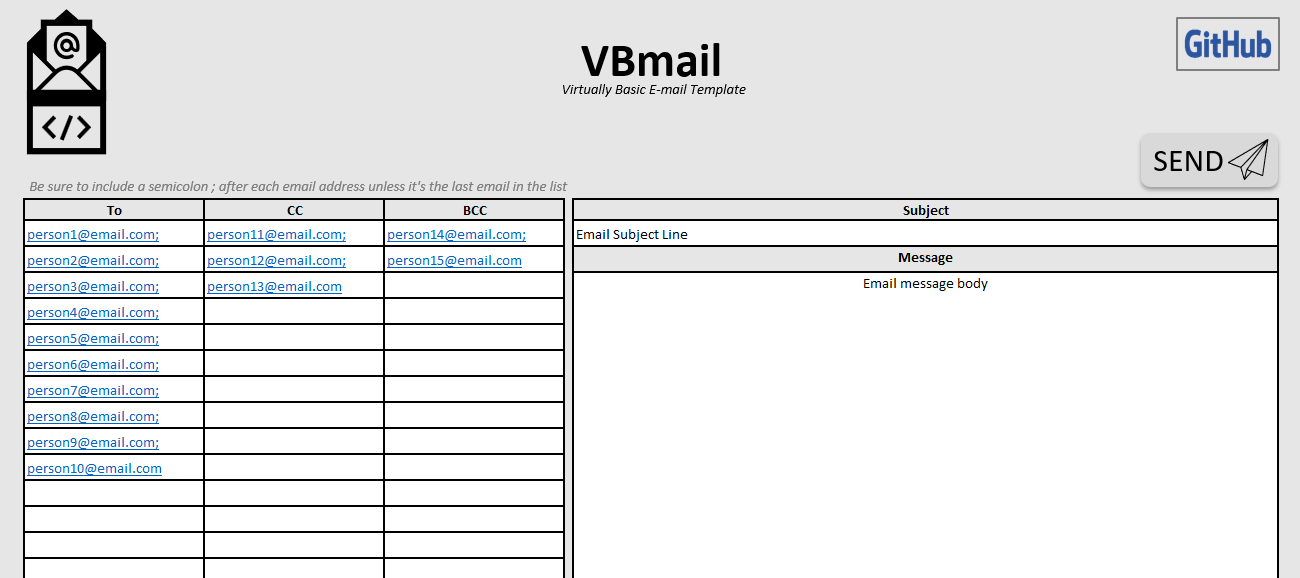 @
</>
VBmail
Virtually Basic E-mail Template
GitHub
SEND
Be sure to include a semicolon ; after each email address unless it's the last email in the list
To CC BCC Subject
person1@email.com; person11@email.com; person14@email.com; Email Subject Line
person2@email.com; person12@email.com; person15@email.com Message
person3@email.com; person13@email.com Email message body
person4@email.com;
person5@email.com;
person6@email.com;
person7@email.com;
person8@email.com;
person9@email.com;
person10@email.com